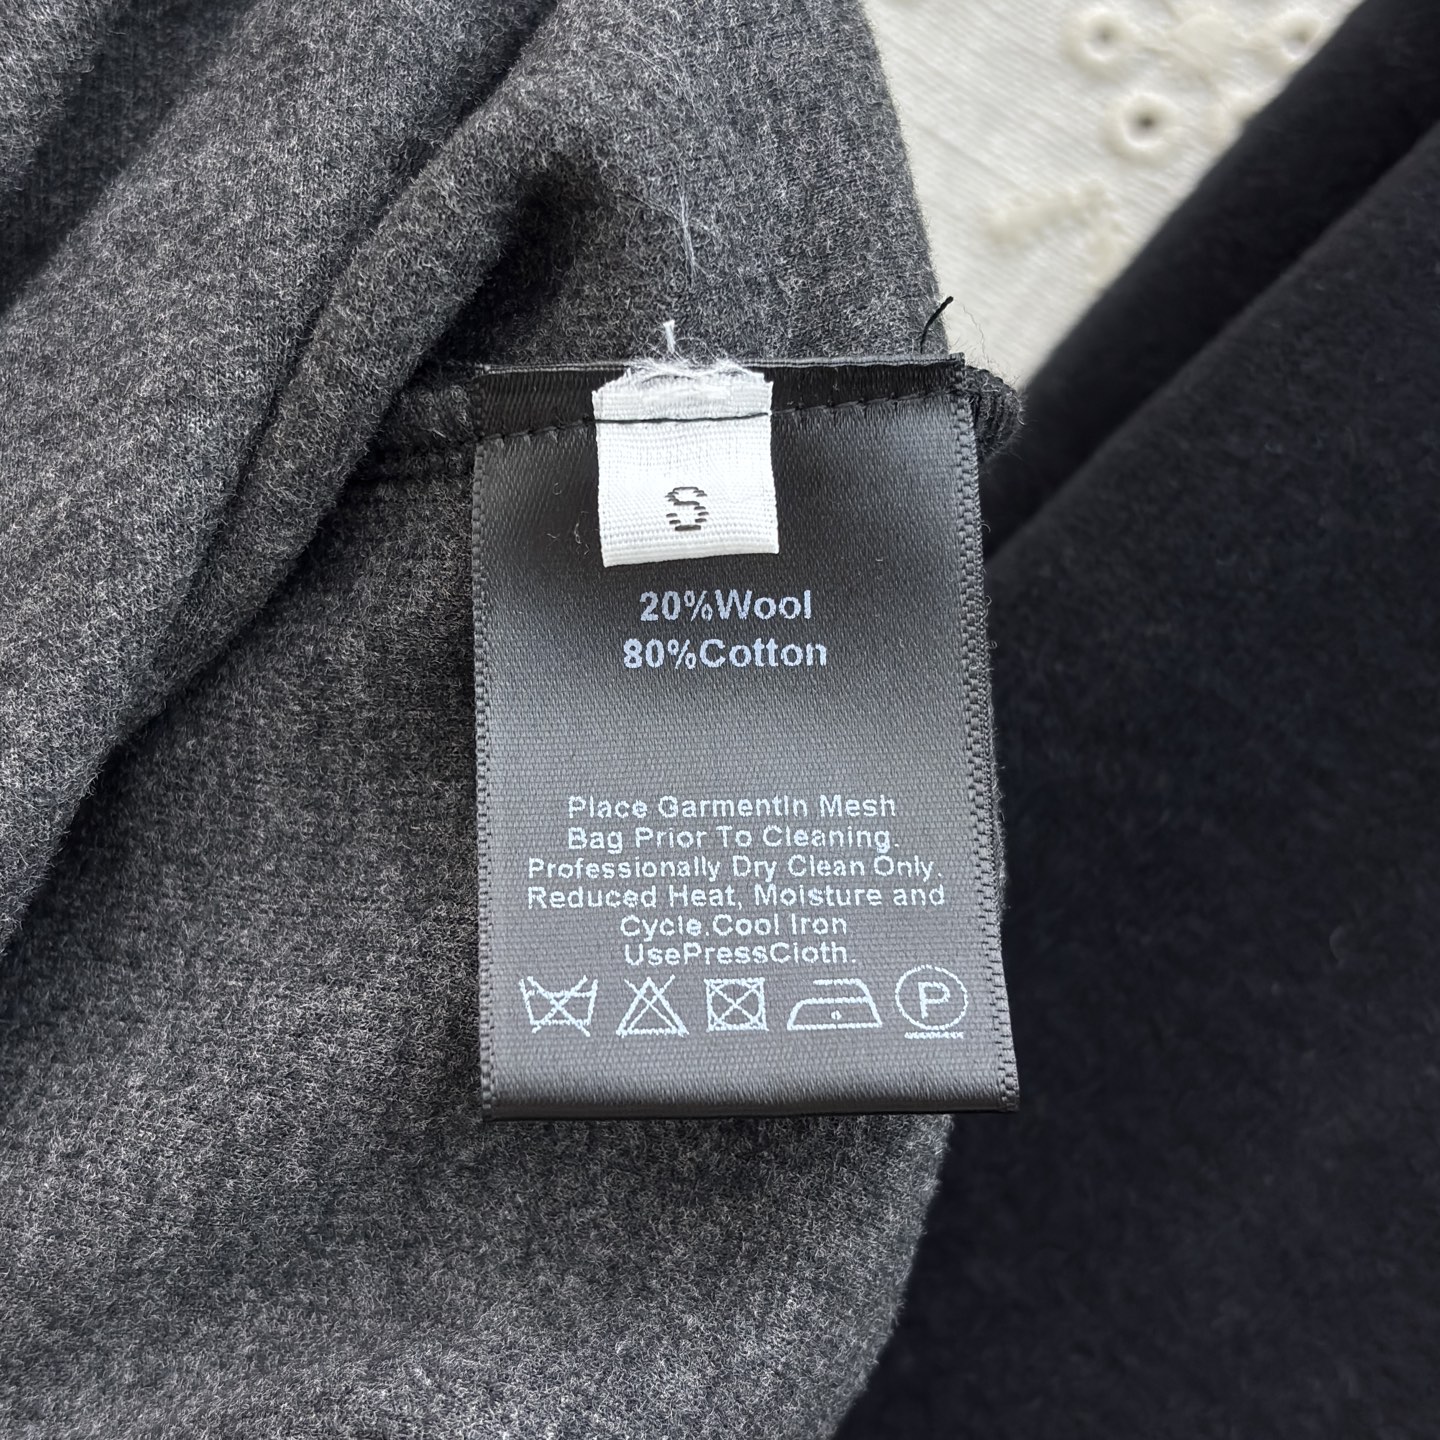 S
20%Wool
80%Cotton
Place GarmentIn Mesh
Bag Prior To Cleaning.
Professionally Dry Clean Only.
Reduced Heat, Moisture and
Cycle.Cool Iron
UsePressCloth.
P